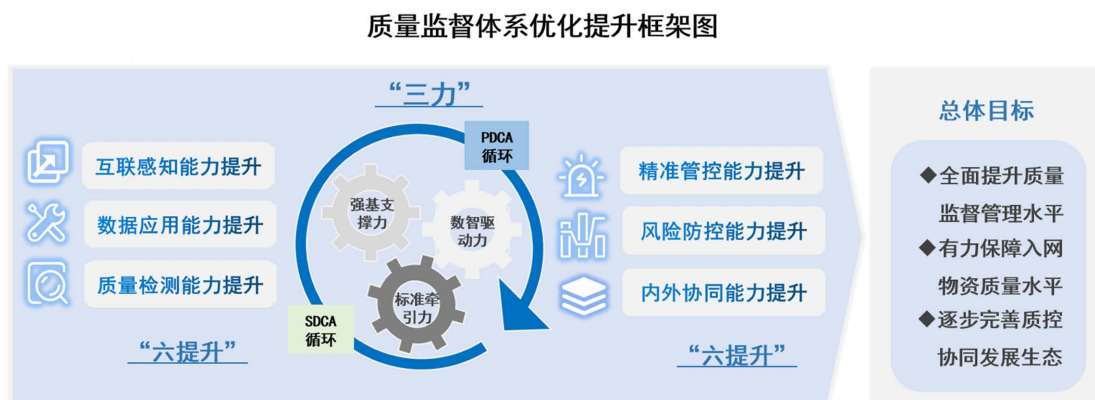 质量监督体系优化提升框架图
“三力”
互联感知能力提升
数据应用能力提升
质量检测能力提升
“六提升”
PDCA
循环
强基支
撑力
数智驱
动力
标准牵
引力
SDCA
循环
精准管控能力提升
风险防控能力提升
内外协同能力提升
“六提升”
总体目标
◆全面提升质量
监督管理水平
◆有力保障入网
物资质量水平
◆逐步完善质控
协同发展生态